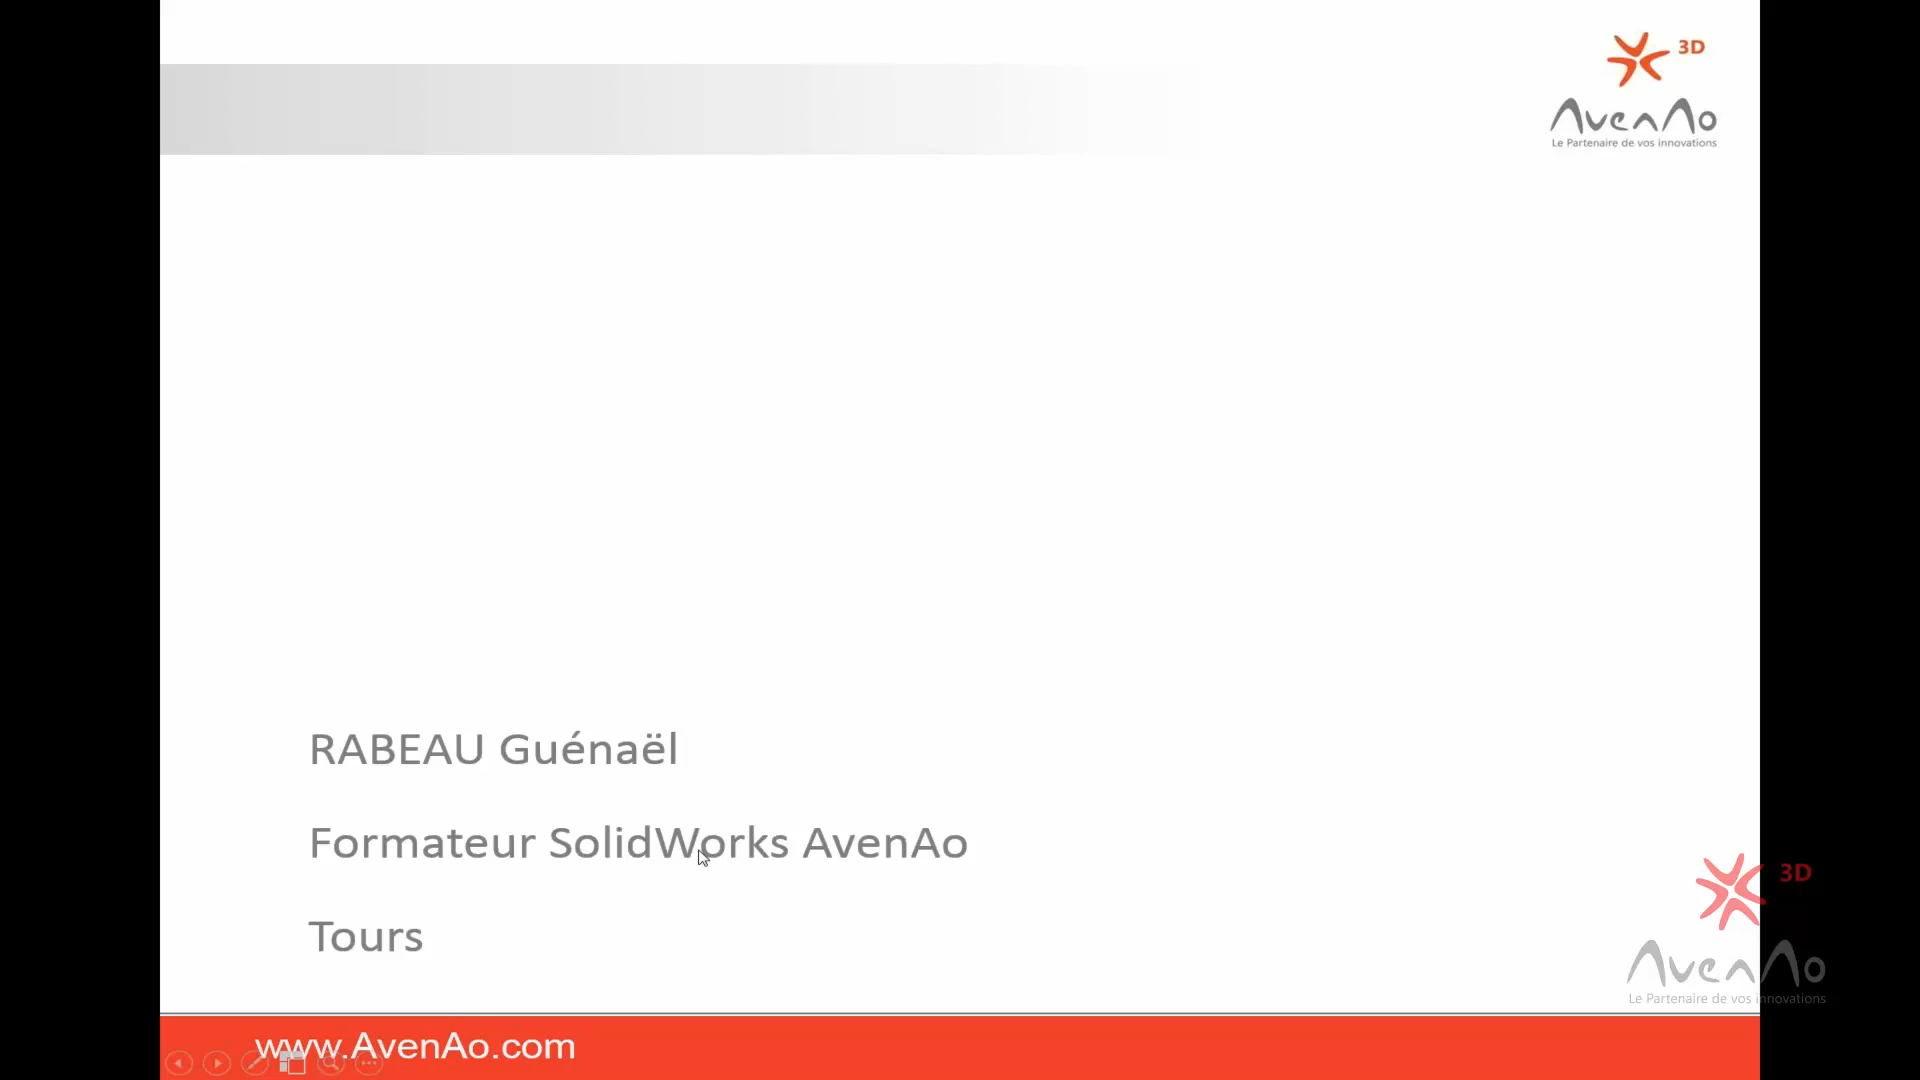 3D
AvenAo
Le Partenaire de vos innovations
RABEAU Guénaël
Formateur SolidWorks AvenAo
Tours
3D
AvenAo
Le Partenaire de vos innovations
www.AvenAo.com